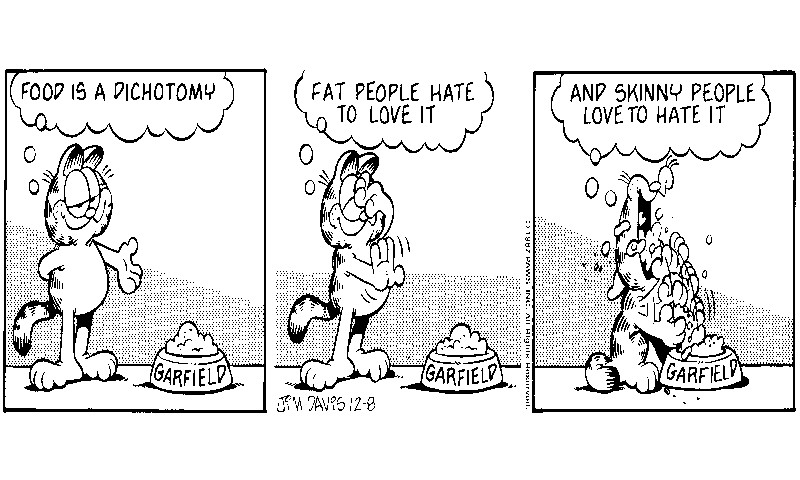 FOOD IS A DICHOTOMY
GARFIELD
FAT PEOPLE HATE
TO LOVE IT
GARFIELD
JIM DAVIS 12-8
AND SKINNY PEOPLE
LOVE TO HATE IT
GARFIELD